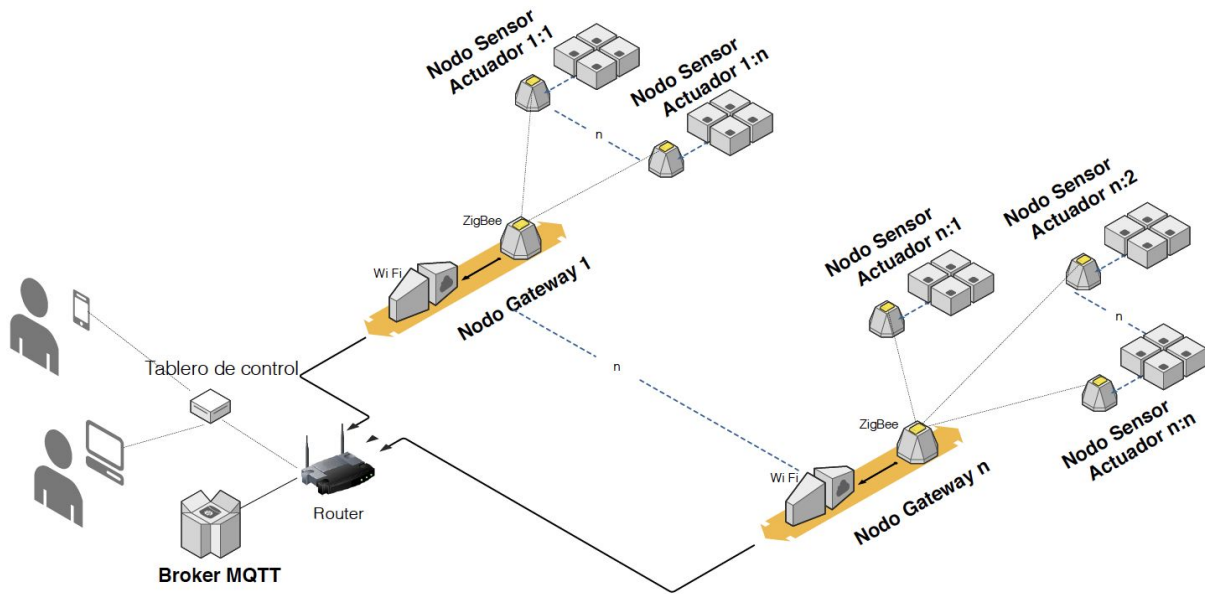 Nodo Sensor
Actuador 1:1
Nodo Sensor
Actuador 1:n
n
ZigBee
Wi Fi
Nodo Gateway 1
Nodo Sensor
Actuador n:1
Nodo Sensor
Actuador n:2
n
Nodo Sensor
Actuador n:n
n
ZigBee
Wi Fi
Nodo Gateway n
Tablero de control
Router
Broker MQTT